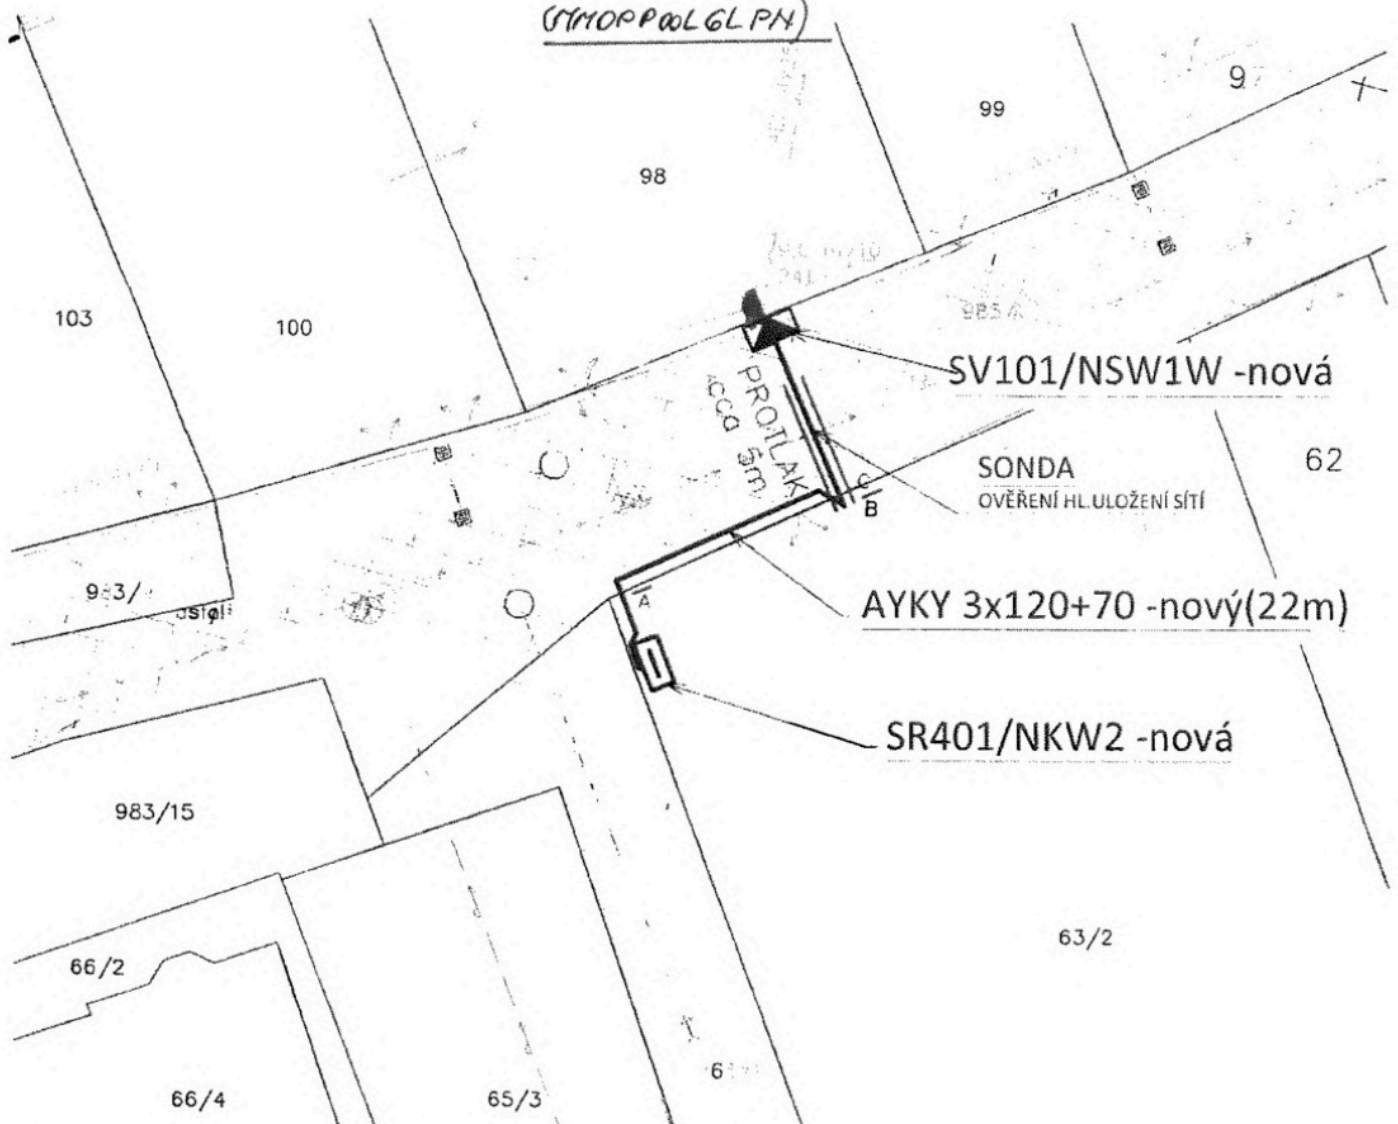 (MMOPP00LGLPN)
9
99
98
103
100
SV101/NSW1W -nová
PROTLAK
cca 5m
SONDA
OVĚŘENÍ HL.ULOŽENÍ SÍTÍ
62
C
B
A
AYKY 3x120+70 -nový(22m)
SR401/NKW2 -nová
983/15
63/2
66/2
66/4
65/3